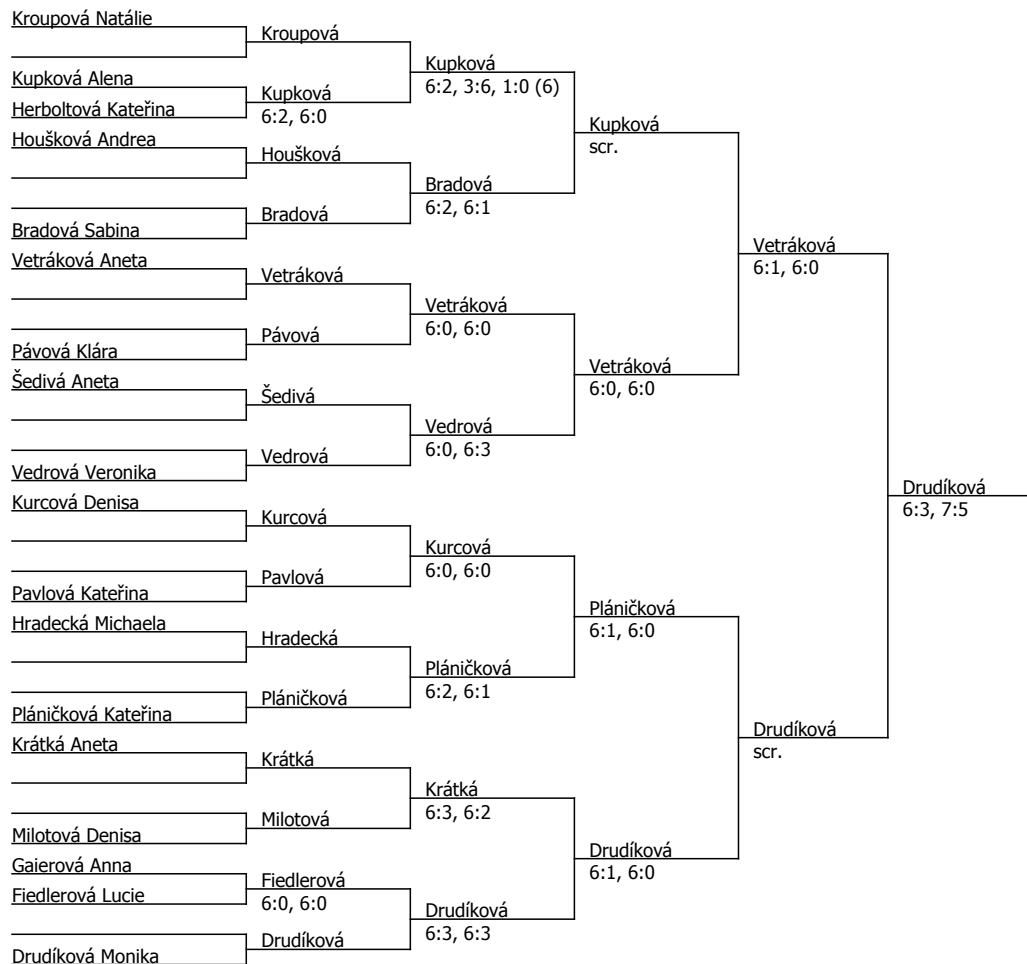 Kroupová Natálie
Kupková Alena
Herboltová Kateřina
Houšková Andrea
Bradová Sabina
Vetráková Aneta
Pávová Klára
Šedivá Aneta
Vedrová Veronika
Kurcová Denisa
Pavlová Kateřina
Hradecká Michaela
Pláničková Kateřina
Krátká Aneta
Milotová Denisa
Gaierová Anna
Fiedlerová Lucie
Drudíková Monika
Kroupová
Kupková
6:2, 6:0
Houšková
Bradová
Vetráková
Pávová
Šedivá
Vedrová
Kurcová
Pavlová
Hradecká
Pláničková
Krátká
Milotová
Fiedlerová
6:0, 6:0
Drudíková
Kupková
6:2, 3:6, 1:0 (6)
Bradová
6:2, 6:1
Vetráková
6:0, 6:0
Vedrová
6:0, 6:3
Kurcová
6:0, 6:0
Pláničková
6:2, 6:1
Krátká
6:3, 6:2
Drudíková
6:3, 6:3
Kupková
scr.
Vetráková
6:0, 6:0
Pláničková
6:1, 6:0
Drudíková
6:1, 6:0
Vetráková
6:1, 6:0
Drudíková
scr.
Drudíková
6:3, 7:5